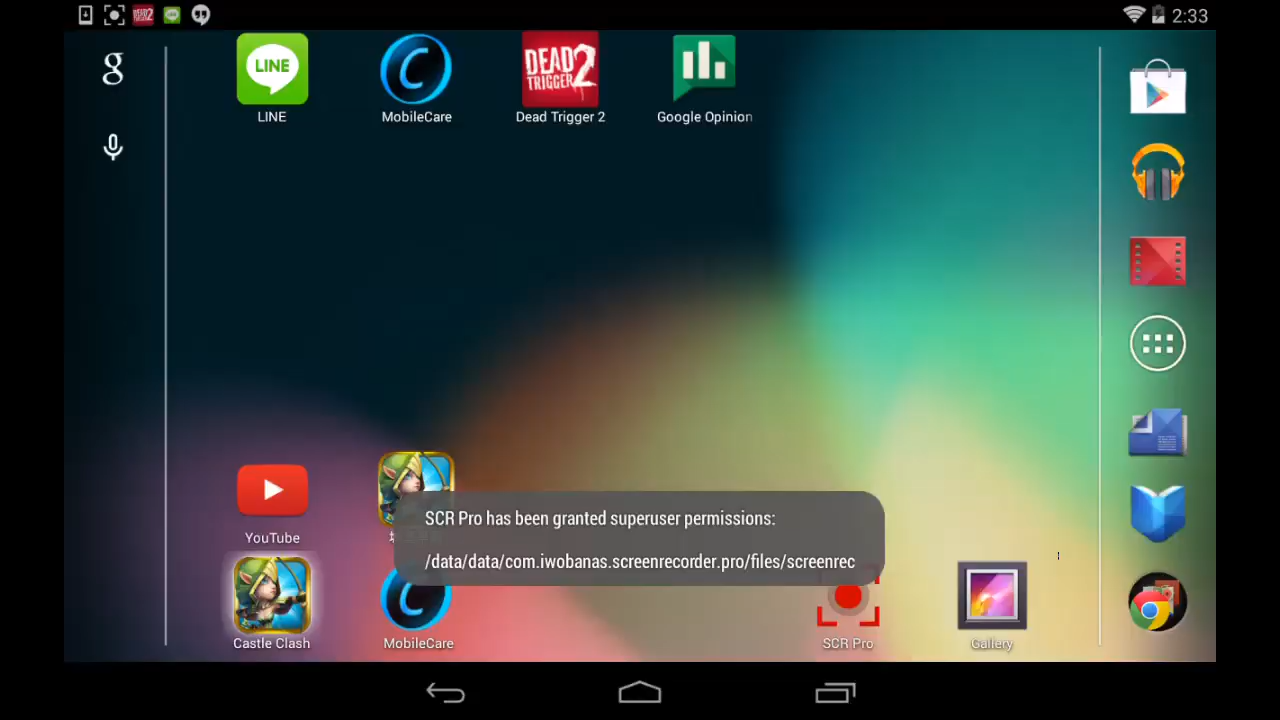 2:33
g
LINE
LINE
MobileCare
DEAD
TRIGGER 2
Dead Trigger 2
Google Opinion
YouTube
SCR Pro has been granted superuser permissions:
/data/data/com.iwobanas.screenrecorder.pro/files/screenrec
Castle Clash
MobileCare
SCR Pro
Gallery